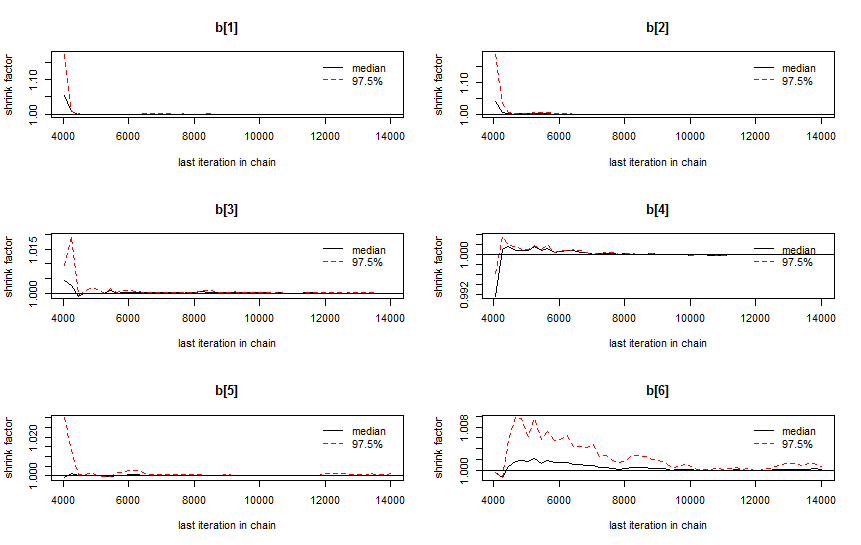 b[1]
shrink factor
1.00 1.10
median
97.5%
4000 6000 8000 10000 12000 14000
last iteration in chain
b[2]
shrink factor
1.00 1.10
median
97.5%
4000 6000 8000 10000 12000 14000
last iteration in chain
b[3]
shrink factor
1.000 1.015
median
97.5%
4000 6000 8000 10000 12000 14000
last iteration in chain
b[4]
shrink factor
0.992 1.000
median
97.5%
4000 6000 8000 10000 12000 14000
last iteration in chain
b[5]
shrink factor
1.000 1.020
median
97.5%
4000 6000 8000 10000 12000 14000
last iteration in chain
b[6]
shrink factor
1.000 1.008
median
97.5%
4000 6000 8000 10000 12000 14000
last iteration in chain